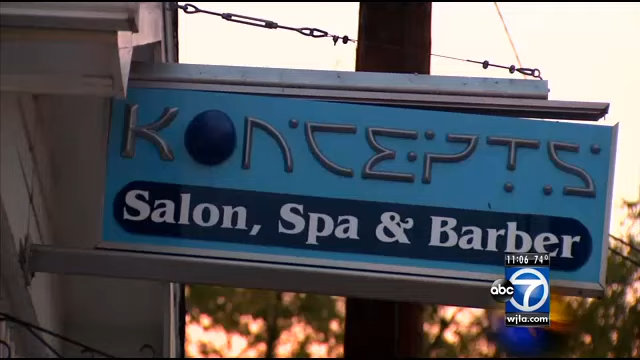 KONCEPTS
Salon, Spa & Barber
11:06 74°
abc 7
wjla.com